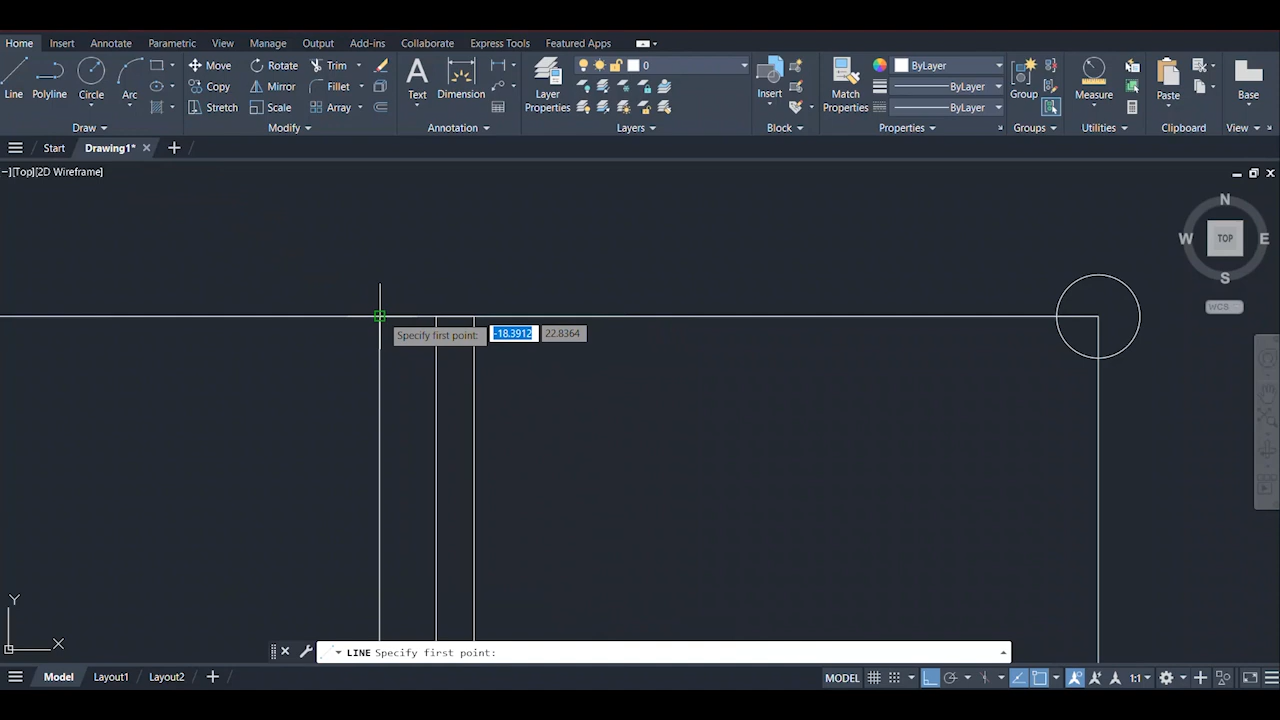 Home Insert Annotate Parametric View Manage Output Add-ins Collaborate Express Tools Featured Apps
Move Rotate Trim 0 ByLayer
Copy Mirror Fillet ByLayer
Line Polyline Circle Arc Text Dimension Layer Properties Insert Match Properties Group Measure Paste Base
Stretch Scale Array ByLayer
Draw Modify Annotation Layers Block Properties Groups Utilities Clipboard View
Start Drawing1*
−][Top][2D Wireframe]
N
W TOP E
S
WCS
Specify first point: -18.3912 22.8364
Y
X
LINE Specify first point:
Model Layout1 Layout2 MODEL 1:1